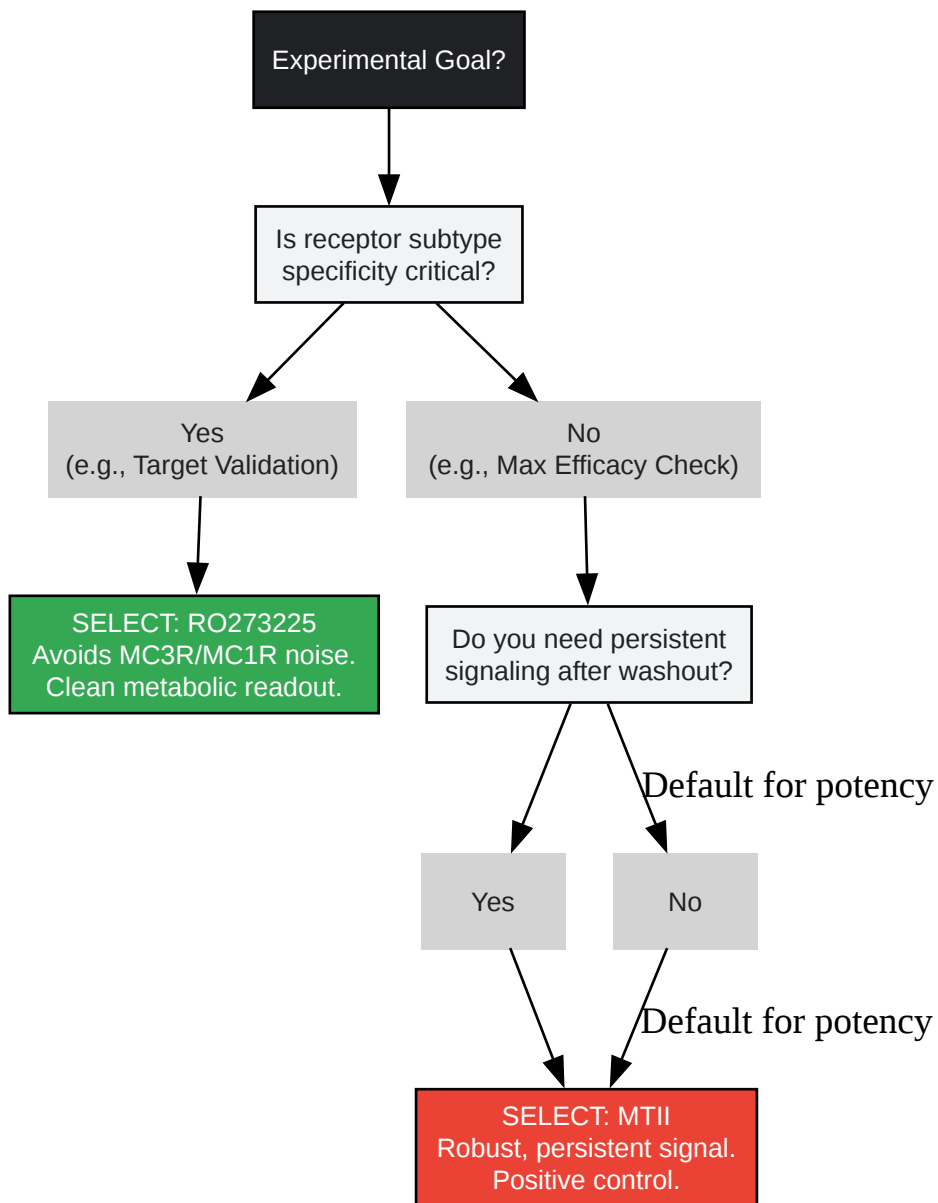 Experimental Goal?
Is receptor subtype
specificity critical?
Yes
(e.g., Target Validation)
No
(e.g., Max Efficacy Check)
SELECT: RO273225
Avoids MC3R/MC1R noise.
Clean metabolic readout.
Do you need persistent
signaling after washout?
Default for potency
Yes
No
Default for potency
SELECT: MTII
Robust, persistent signal.
Positive control.